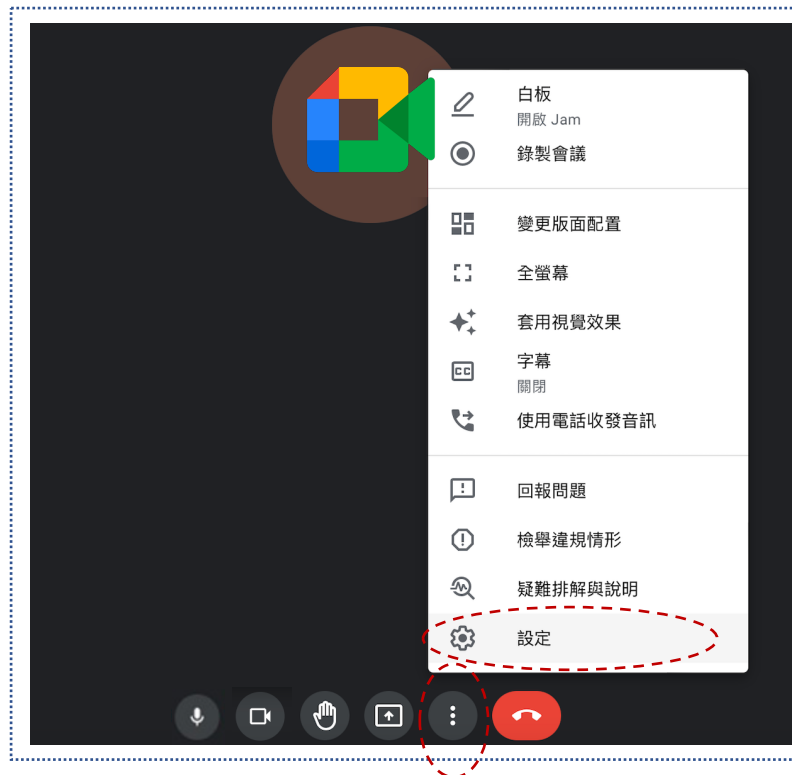 白板
開啟 Jam
錄製會議
變更版面配置
全螢幕
套用視覺效果
字幕
關閉
使用電話收發音訊
回報問題
檢舉違規情形
疑難排解與說明
設定